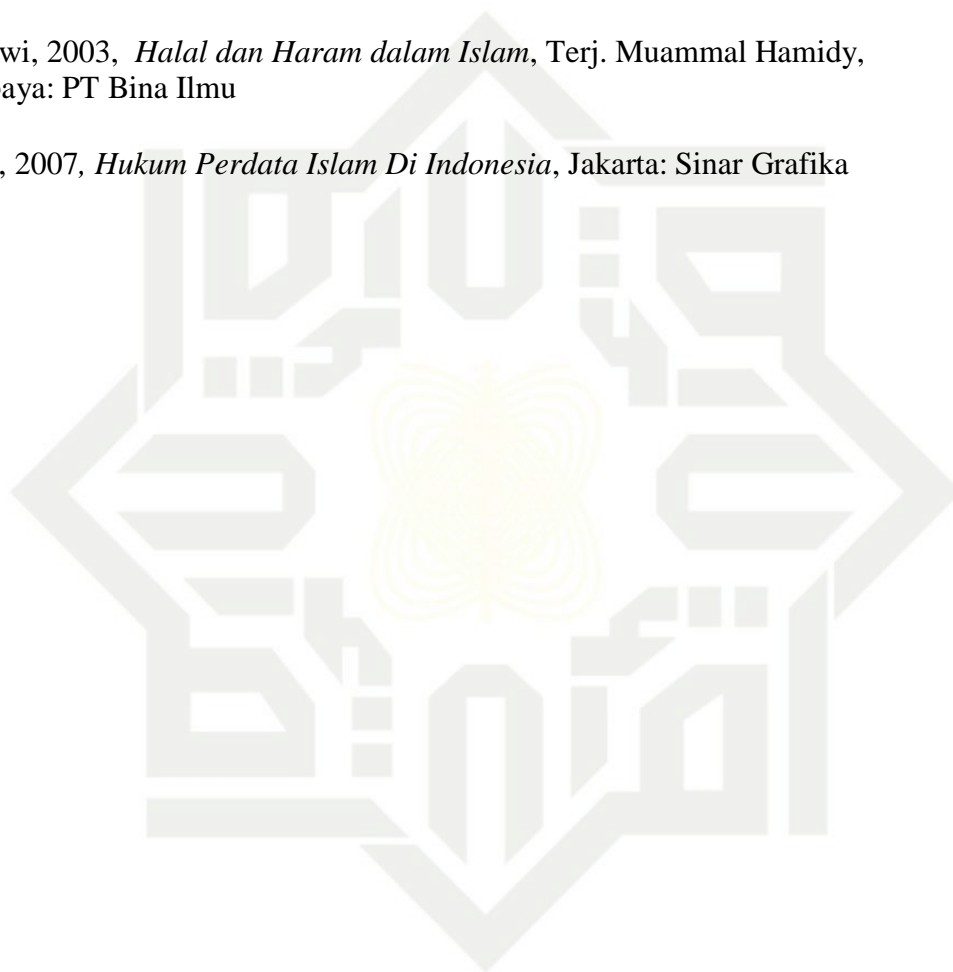 wi, 2003, Halal dan Haram dalam Islam, Terj. Muammal Hamidy,
aya: PT Bina Ilmu
, 2007, Hukum Perdata Islam Di Indonesia, Jakarta: Sinar Grafika